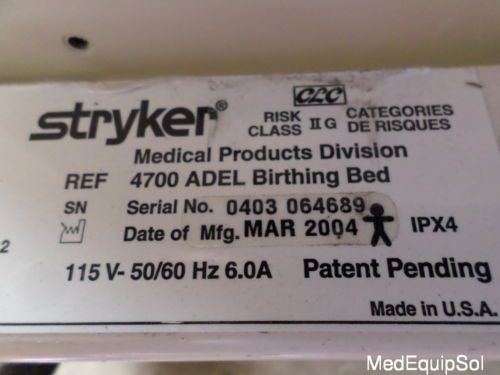 stryker®
CLC
RISK CLASS II G CATEGORIES DE RISQUES
Medical Products Division
REF 4700 ADEL Birthing Bed
SN Serial No. 0403 064689
Date of Mfg. MAR 2004 IPX4
2
115 V- 50/60 Hz 6.0A Patent Pending
Made in U.S.A.
MedEquipSol